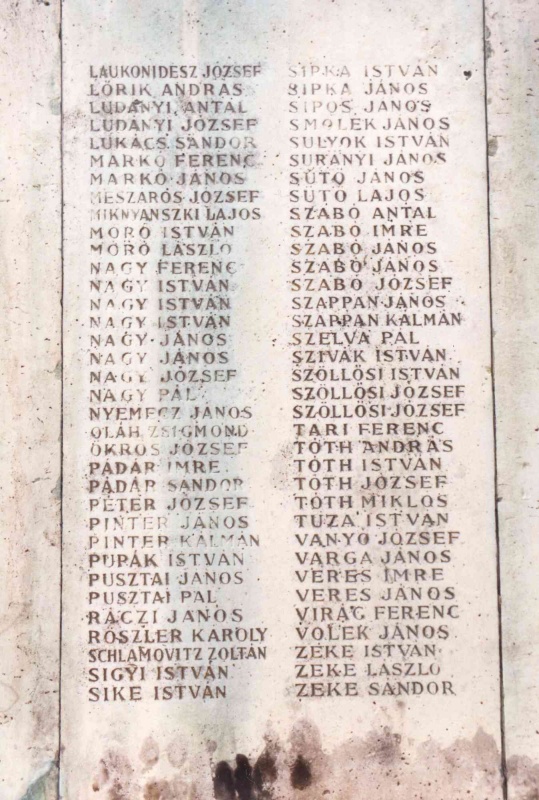 LAUKONIDESZ JÓZSEF
LŐRIK ANDRÁS
LUDÁNYI ANTAL
LUDÁNYI JÓZSEF
LUKÁCS SÁNDOR
MARKÓ FERENC
MARKÓ JÁNOS
MÉSZÁROS JÓZSEF
MIKNYANSZKI LAJOS
MÓRÓ ISTVÁN
MÓRÓ LÁSZLÓ
NAGY FERENC
NAGY ISTVÁN
NAGY ISTVÁN
NAGY ISTVÁN
NAGY JÁNOS
NAGY JÁNOS
NAGY JÓZSEF
NAGY PÁL
NYEMECZ JÁNOS
OLÁH ZSIGMOND
ÖKRÖS JÓZSEF
PÁDÁR IMRE
PÁDÁR SÁNDOR
PÉTER JÓZSEF
PINTÉR JÁNOS
PINTÉR KÁLMÁN
PUPÁK ISTVÁN
PUSZTAI JÁNOS
PUSZTAI PÁL
RÁCZI JÁNOS
RÖSZLER KÁROLY
SCHLAMOVITZ ZOLTÁN
SIGYI ISTVÁN
SIKE ISTVÁN
SIPKA ISTVÁN
SIPKA JÁNOS
SIPOS JÁNOS
SMOLEK JÁNOS
SULYOK ISTVÁN
SURÁNYI JÁNOS
SÜTŐ JÁNOS
SÜTŐ LAJOS
SZABÓ ANTAL
SZABÓ IMRE
SZABÓ JÁNOS
SZABÓ JÁNOS
SZABÓ JÓZSEF
SZAPPAN JÁNOS
SZAPPAN KÁLMÁN
SZELVA PÁL
SZIVÁK ISTVÁN
SZÖLLŐSI ISTVÁN
SZÖLLŐSI JÓZSEF
SZÖLLŐSI JÓZSEF
TARI FERENC
TÓTH ANDRÁS
TÓTH ISTVÁN
TÓTH JÓZSEF
TÓTH MIKLÓS
TUZA ISTVÁN
VANYÓ JÓZSEF
VARGA JÁNOS
VERES IMRE
VERES JÁNOS
VIRÁG FERENC
VOLEK JÁNOS
ZEKE ISTVÁN
ZEKE LÁSZLÓ
ZEKE SÁNDOR